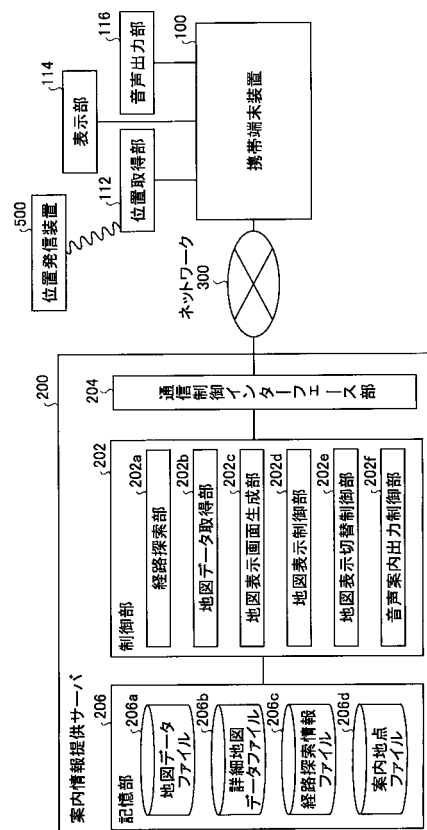 案内情報提供サーバ
200
記憶部
206
206a
地図データ
ファイル
206b
詳細地図
データファイル
206c
経路探索情報
ファイル
206d
案内地点
ファイル
制御部
202
202a
経路探索部
202b
地図データ取得部
202c
地図表示画面生成部
202d
地図表示制御部
202e
地図表示切替制御部
202f
音声案内出力制御部
204
通信制御インターフェース部
ネットワーク
300
500
位置発信装置
112
位置取得部
114
表示部
116
音声出力部
100
携帯端末装置